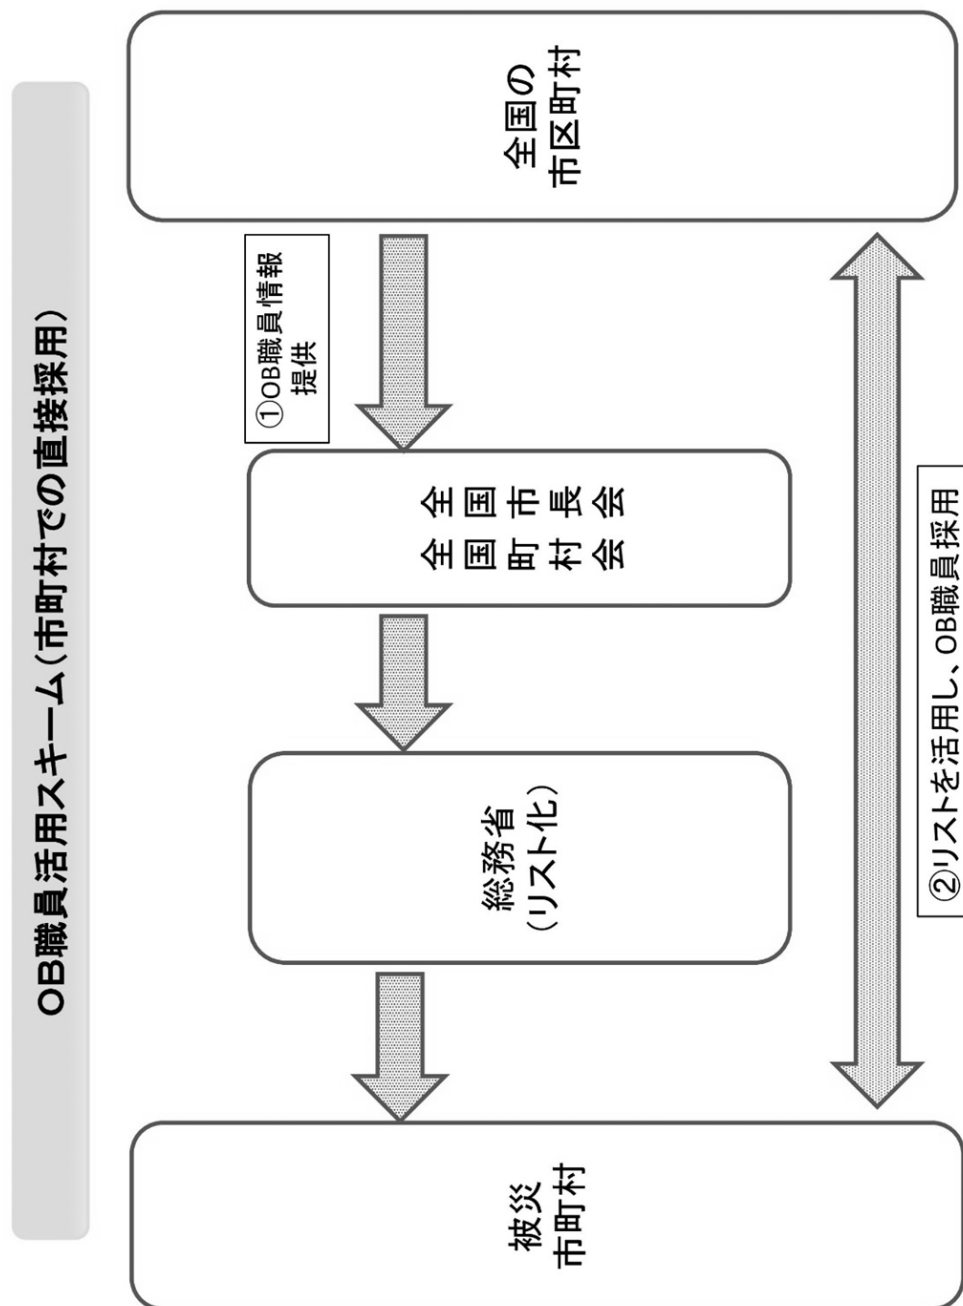 OB職員活用スキーム(市町村での直接採用)
被災
市町村
総務省
(リスト化)
全国市長会
全国町村会
①OB職員情報
提供
全国の
市区町村
②リストを活用し、OB職員採用